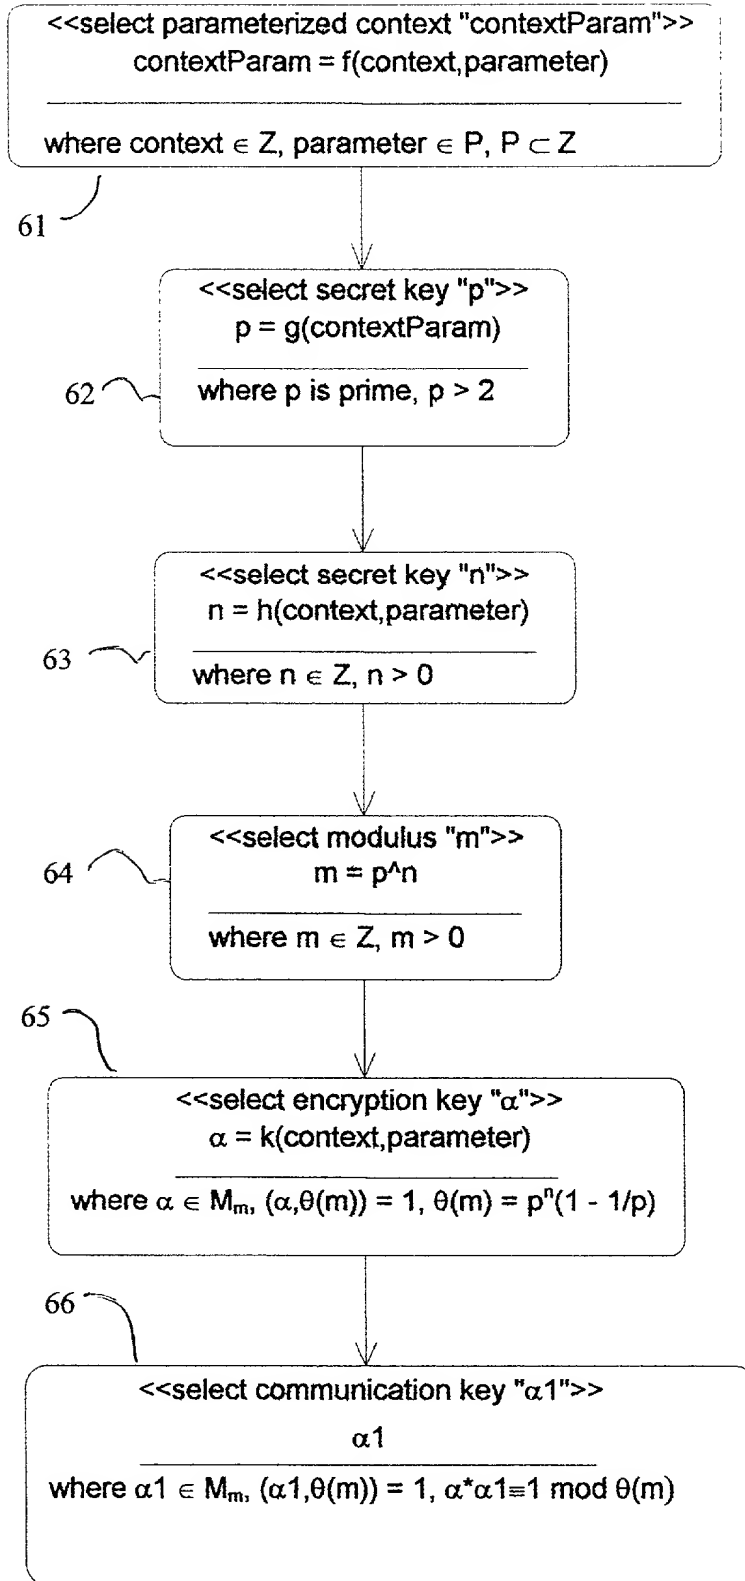 <<select parameterized context "contextParam">>
contextParam = f(context,parameter)
where context ∈ Z, parameter ∈ P, P ⊂ Z
61
<<select secret key "p">>
p = g(contextParam)
where p is prime, p > 2
62
<<select secret key "n">>
n = h(context,parameter)
where n ∈ Z, n > 0
63
<<select modulus "m">>
m = p^n
where m ∈ Z, m > 0
64
65
<<select encryption key "α">>
α = k(context,parameter)
where α ∈ Mₘ, (α,θ(m)) = 1, θ(m) = pⁿ(1 - 1/p)
66
<<select communication key "α1">>
α1
where α1 ∈ Mₘ, (α1,θ(m)) = 1, α*α1≡1 mod θ(m)